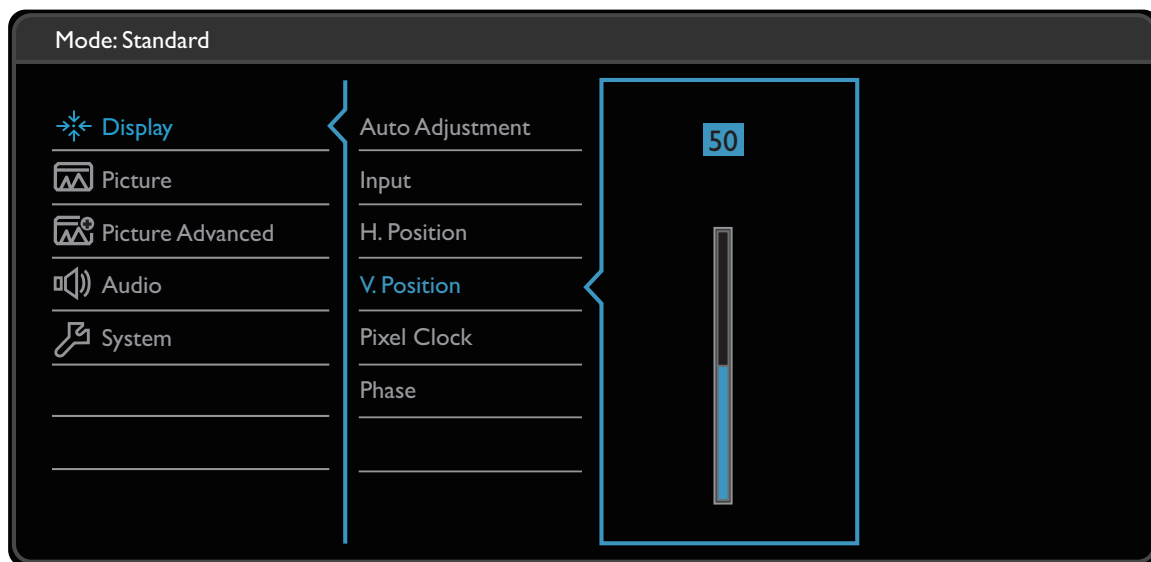 Mode: Standard
Display
Picture
Picture Advanced
Audio
System
Auto Adjustment
Input
H. Position
V. Position
Pixel Clock
Phase
50